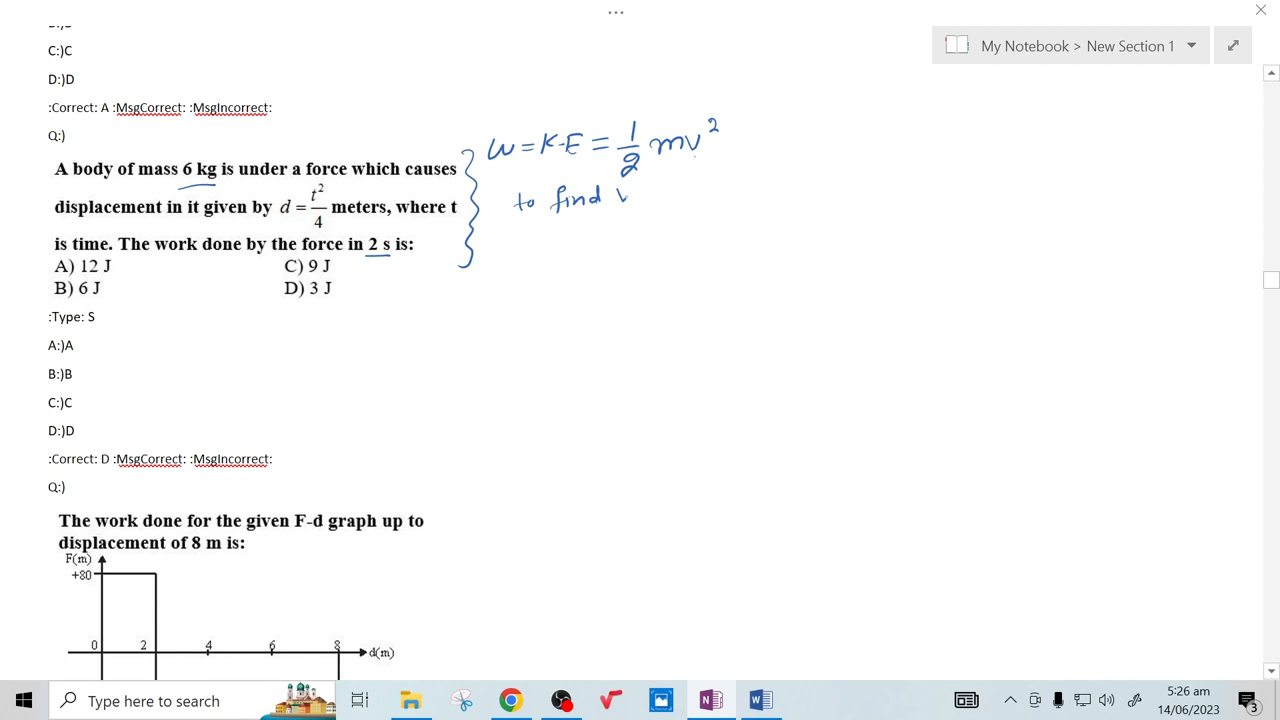 My Notebook > New Section 1
C:)C
D:)D
:Correct: A :MsgCorrect: :MsgIncorrect:
Q:)
A body of mass 6 kg is under a force which causes
displacement in it given by d = t²/4 meters, where t
is time. The work done by the force in 2 s is:
A) 12 J C) 9 J
B) 6 J D) 3 J
W = K.E = 1/2 mv²
to find
:Type: S
A:)A
B:)B
C:)C
D:)D
:Correct: D :MsgCorrect: :MsgIncorrect:
Q:)
The work done for the given F-d graph up to
displacement of 8 m is:
F(m)
+80
0 2 4 6 8 d(m)
Type here to search
5:26 am
14/06/2023
3